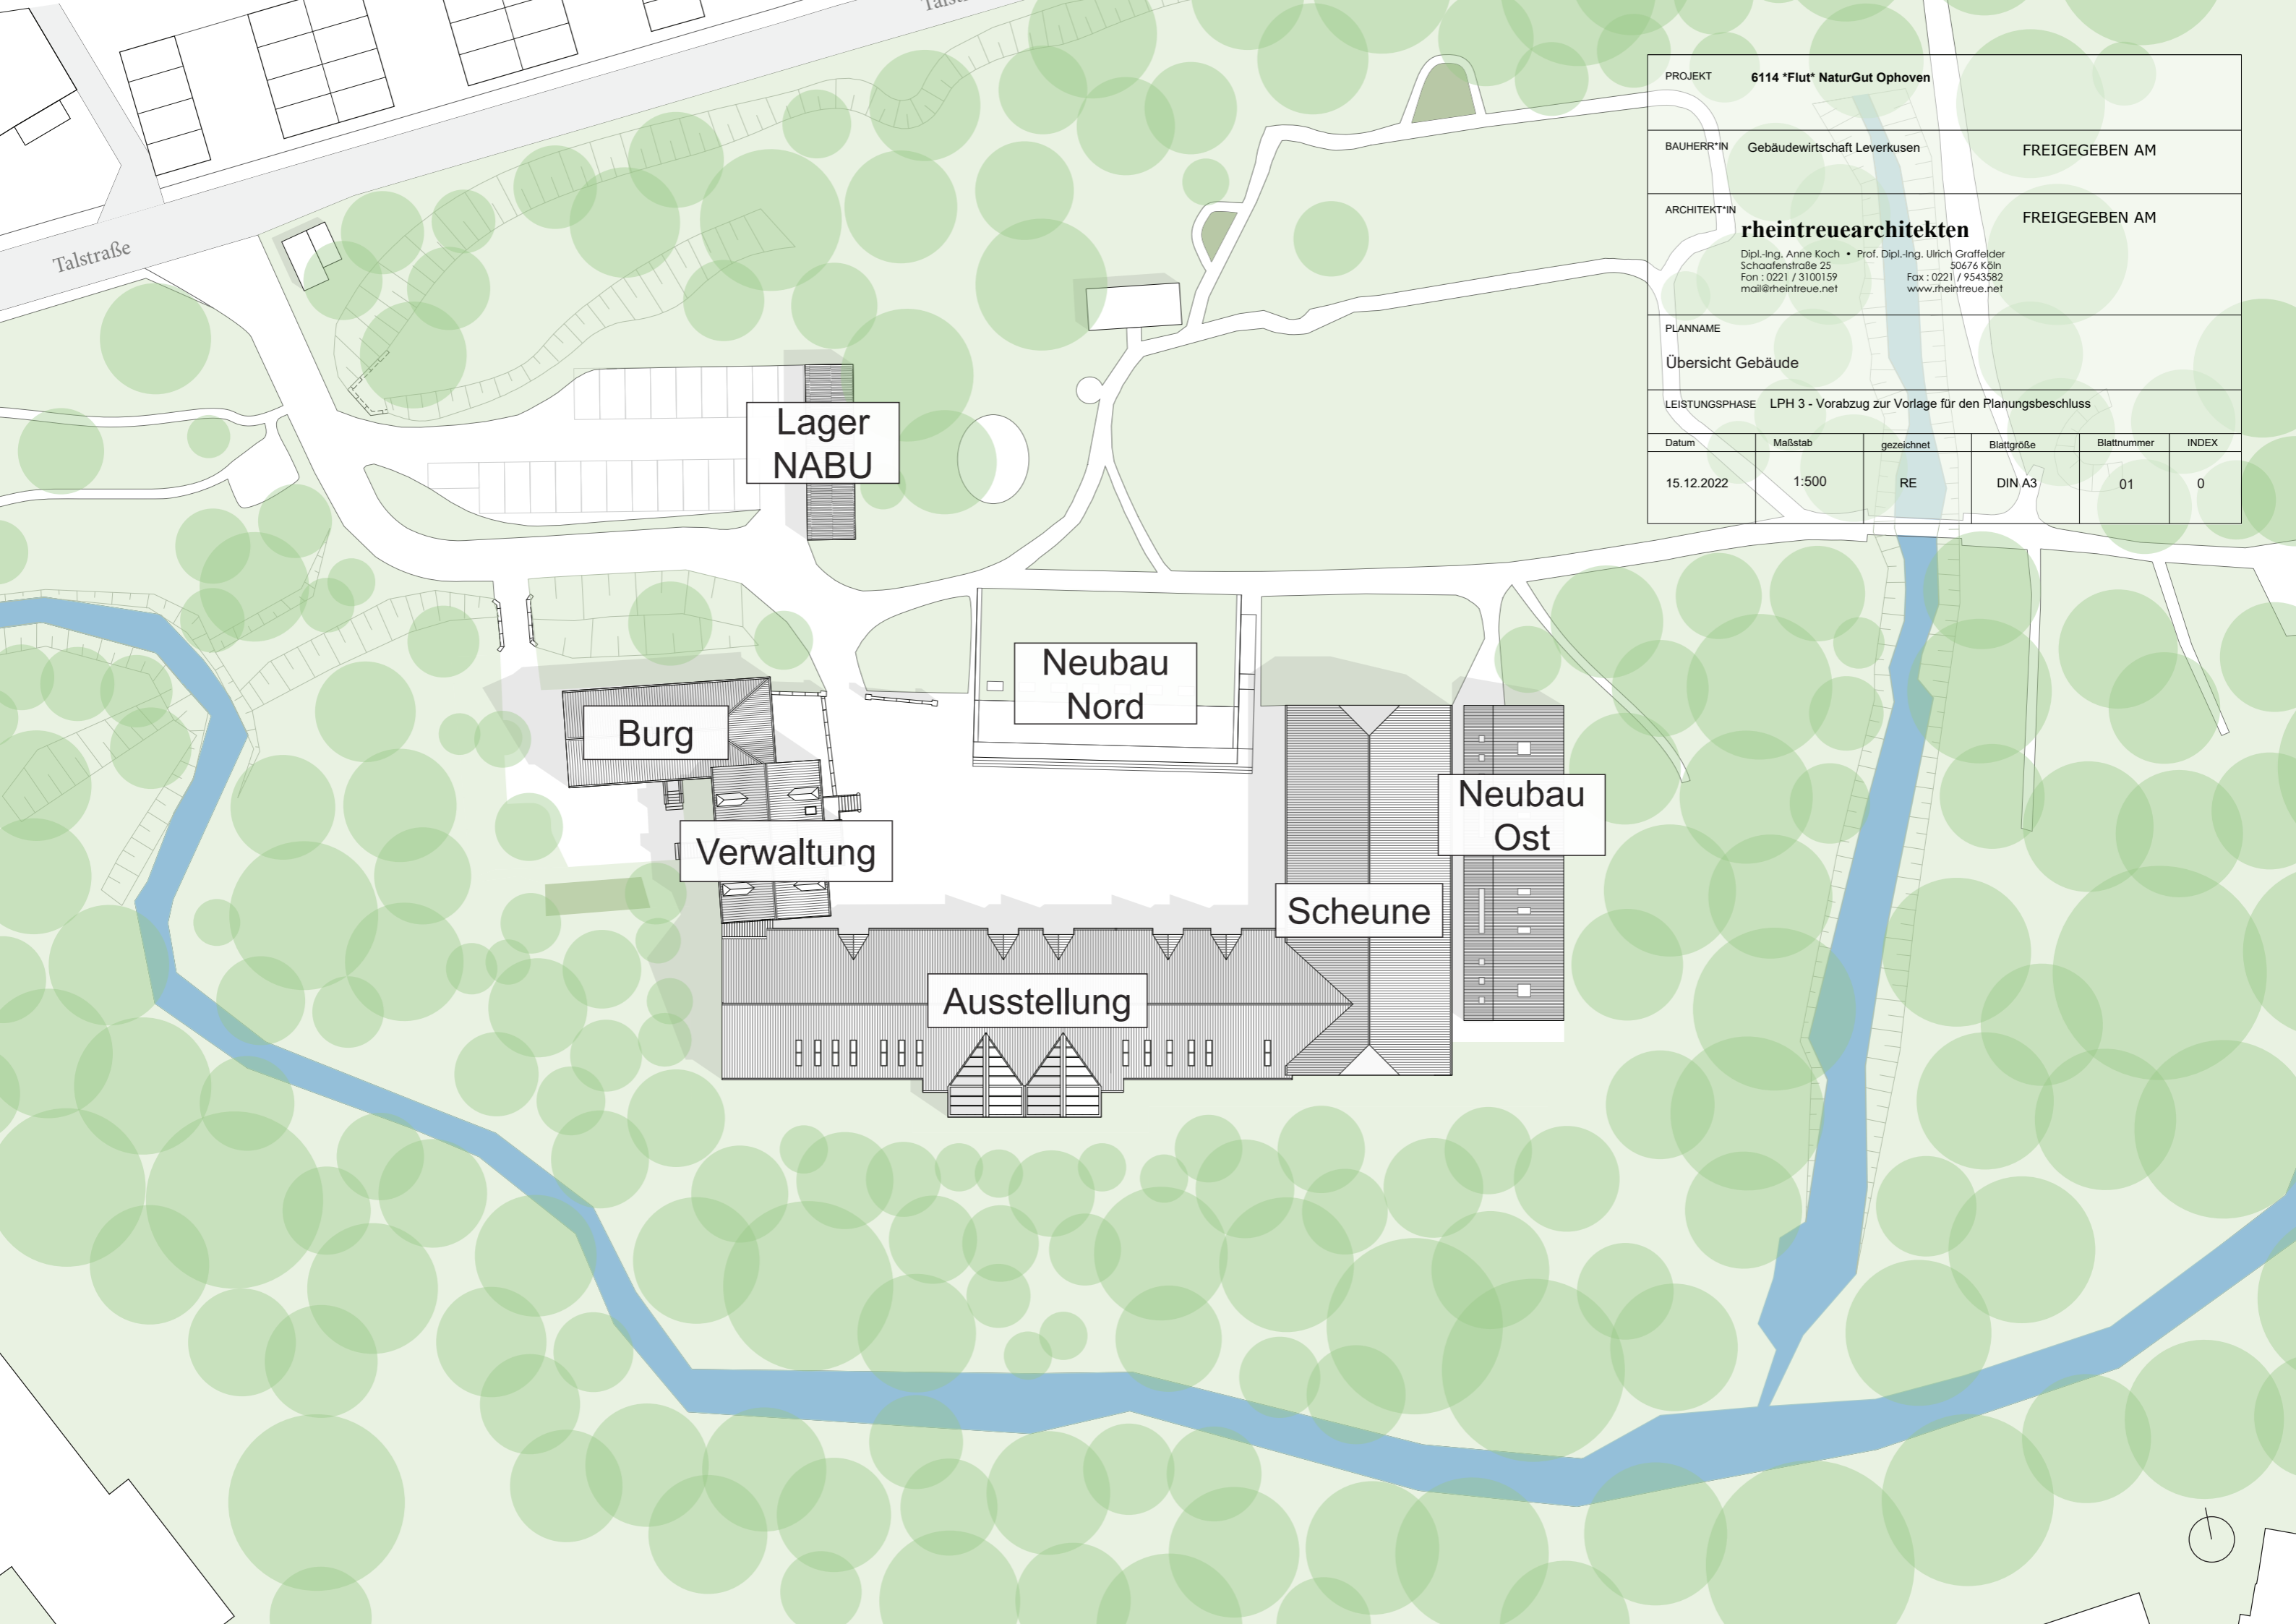 Talstraße
PROJEKT 6114 *Flut* NaturGut Ophoven
BAUHERR*IN Gebäudewirtschaft Leverkusen FREIGEGEBEN AM
ARCHITEKT*IN FREIGEGEBEN AM
rheintreuearchitekten
Dipl.-Ing. Anne Koch • Prof. Dipl.-Ing. Ulrich Graffelder
Schaafenstraße 25 50676 Köln
Fon : 0221 / 3100159 Fax : 0221 / 9543582
mail@rheintreue.net www.rheintreue.net
PLANNAME
Übersicht Gebäude
LEISTUNGSPHASE LPH 3 - Vorabzug zur Vorlage für den Planungsbeschluss
Datum Maßstab gezeichnet Blattgröße Blattnummer INDEX
15.12.2022 1:500 RE DIN A3 01 0
Lager
NABU
Neubau
Nord
Burg
Neubau
Ost
Verwaltung
Scheune
Ausstellung